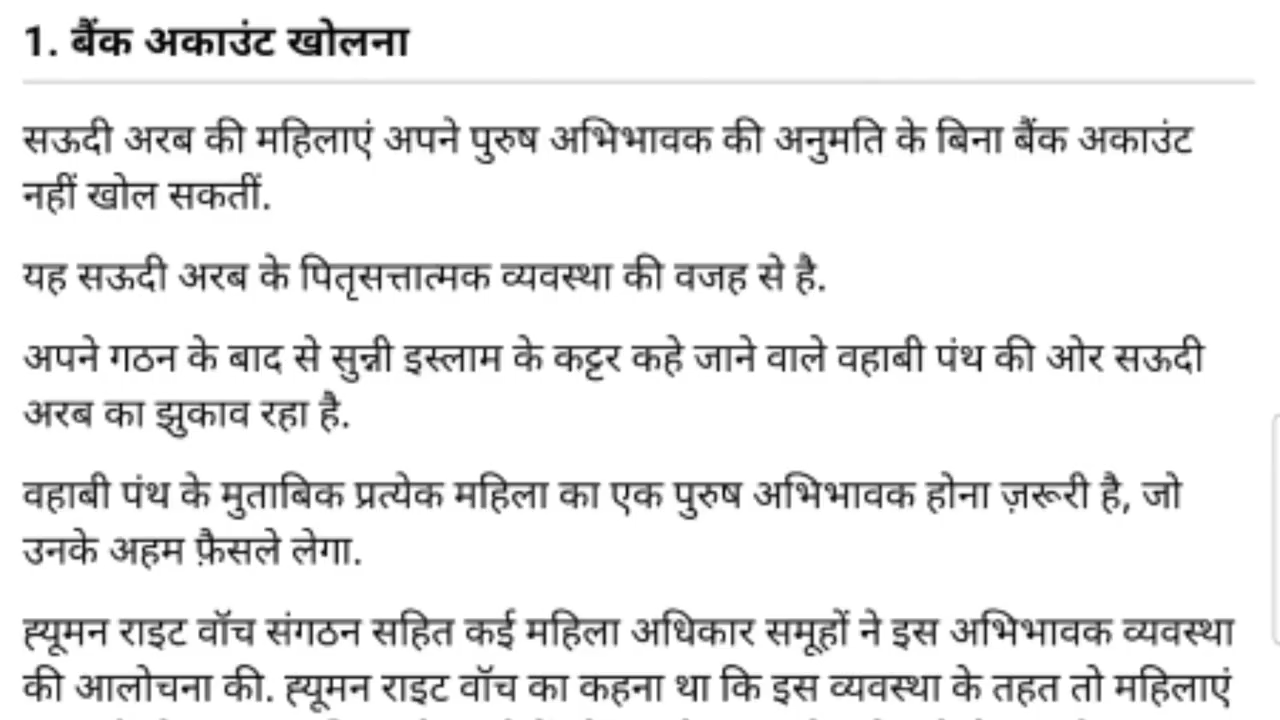 1. बैंक अकाउंट खोलना
सऊदी अरब की महिलाएं अपने पुरुष अभिभावक की अनुमति के बिना बैंक अकाउंट
नहीं खोल सकतीं.
यह सऊदी अरब के पितृसत्तात्मक व्यवस्था की वजह से है.
अपने गठन के बाद से सुन्नी इस्लाम के कट्टर कहे जाने वाले वहाबी पंथ की ओर सऊदी
अरब का झुकाव रहा है.
वहाबी पंथ के मुताबिक प्रत्येक महिला का एक पुरुष अभिभावक होना ज़रूरी है, जो
उनके अहम फ़ैसले लेगा.
ह्यूमन राइट वॉच संगठन सहित कई महिला अधिकार समूहों ने इस अभिभावक व्यवस्था
की आलोचना की. ह्यूमन राइट वॉच का कहना था कि इस व्यवस्था के तहत तो महिलाएं